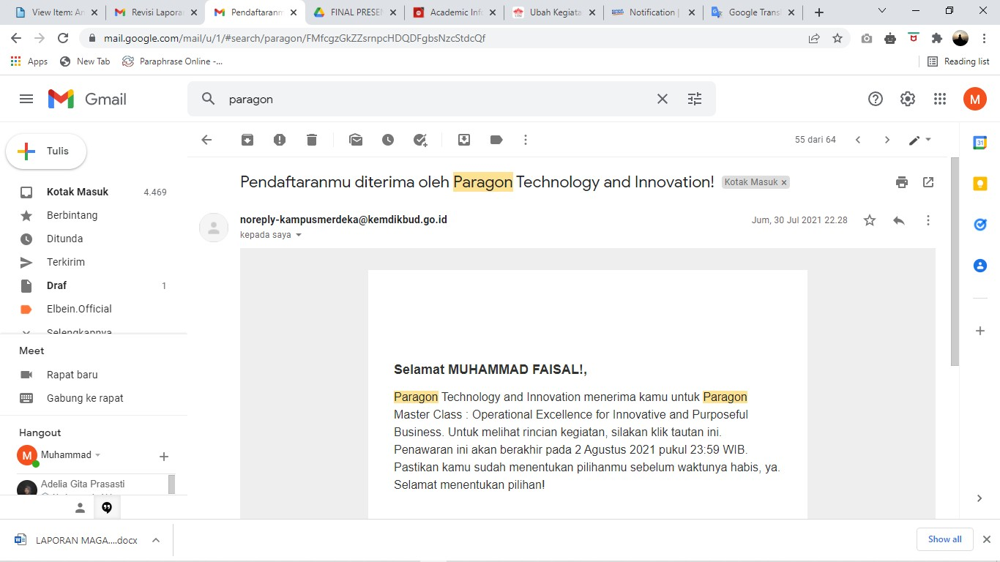 View Item: An
Revisi Lapora
Pendaftaranm
FINAL PRESEN
Academic Info
Ubah Kegiata
Notification |
Google Transl
mail.google.com/mail/u/1/#search/paragon/FMfcgzGkZZsrnpcHDQDFgbsNzcStdcQf
Apps
New Tab
Paraphrase Online -...
Reading list
Gmail
paragon
M
Tulis
55 dari 64
31
Pendaftaranmu diterima oleh Paragon Technology and Innovation!
Kotak Masuk ×
Kotak Masuk 4.469
Berbintang
Ditunda
Terkirim
Draf 1
Elbein.Official
Selengkapnya
noreply-kampusmerdeka@kemdikbud.go.id
Jum, 30 Jul 2021 22.28
kepada saya
Meet
Rapat baru
Gabung ke rapat
Hangout
M
Muhammad
Adelia Gita Prasasti
Selamat MUHAMMAD FAISAL!,
Paragon Technology and Innovation menerima kamu untuk Paragon
Master Class : Operational Excellence for Innovative and Purposeful
Business. Untuk melihat rincian kegiatan, silakan klik tautan ini.
Penawaran ini akan berakhir pada 2 Agustus 2021 pukul 23:59 WIB.
Pastikan kamu sudah menentukan pilihanmu sebelum waktunya habis, ya.
Selamat menentukan pilihan!
LAPORAN MAGA....docx
Show all